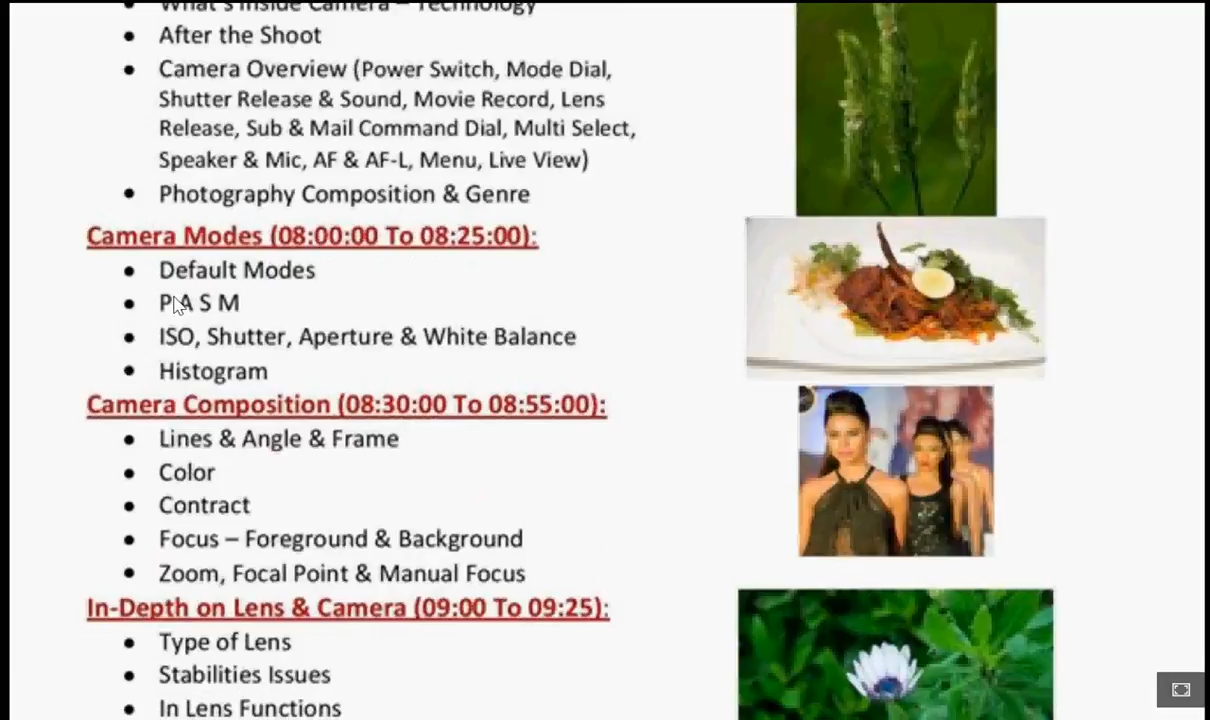 What's Inside Camera – Technology
After the Shoot
Camera Overview (Power Switch, Mode Dial,
Shutter Release & Sound, Movie Record, Lens
Release, Sub & Mail Command Dial, Multi Select,
Speaker & Mic, AF & AF-L, Menu, Live View)
Photography Composition & Genre
Camera Modes (08:00:00 To 08:25:00):
Default Modes
P A S M
ISO, Shutter, Aperture & White Balance
Histogram
Camera Composition (08:30:00 To 08:55:00):
Lines & Angle & Frame
Color
Contract
Focus – Foreground & Background
Zoom, Focal Point & Manual Focus
In-Depth on Lens & Camera (09:00 To 09:25):
Type of Lens
Stabilities Issues
In Lens Functions